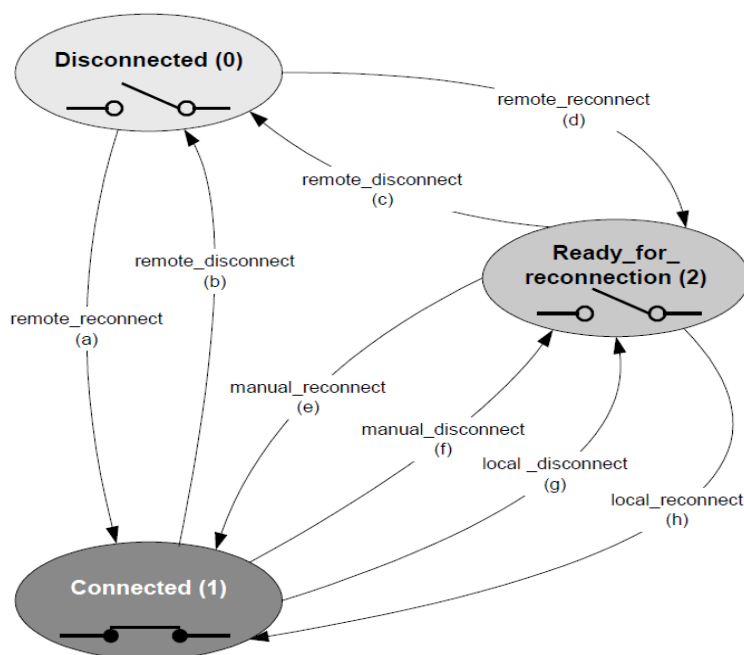 Disconnected (0)
remote_reconnect
(d)
remote_disconnect
(c)
Ready_for_
reconnection (2)
remote_disconnect
(b)
remote_reconnect
(a)
manual_reconnect
(e)
manual_disconnect
(f)
local _disconnect
(g)
local_reconnect
(h)
Connected (1)